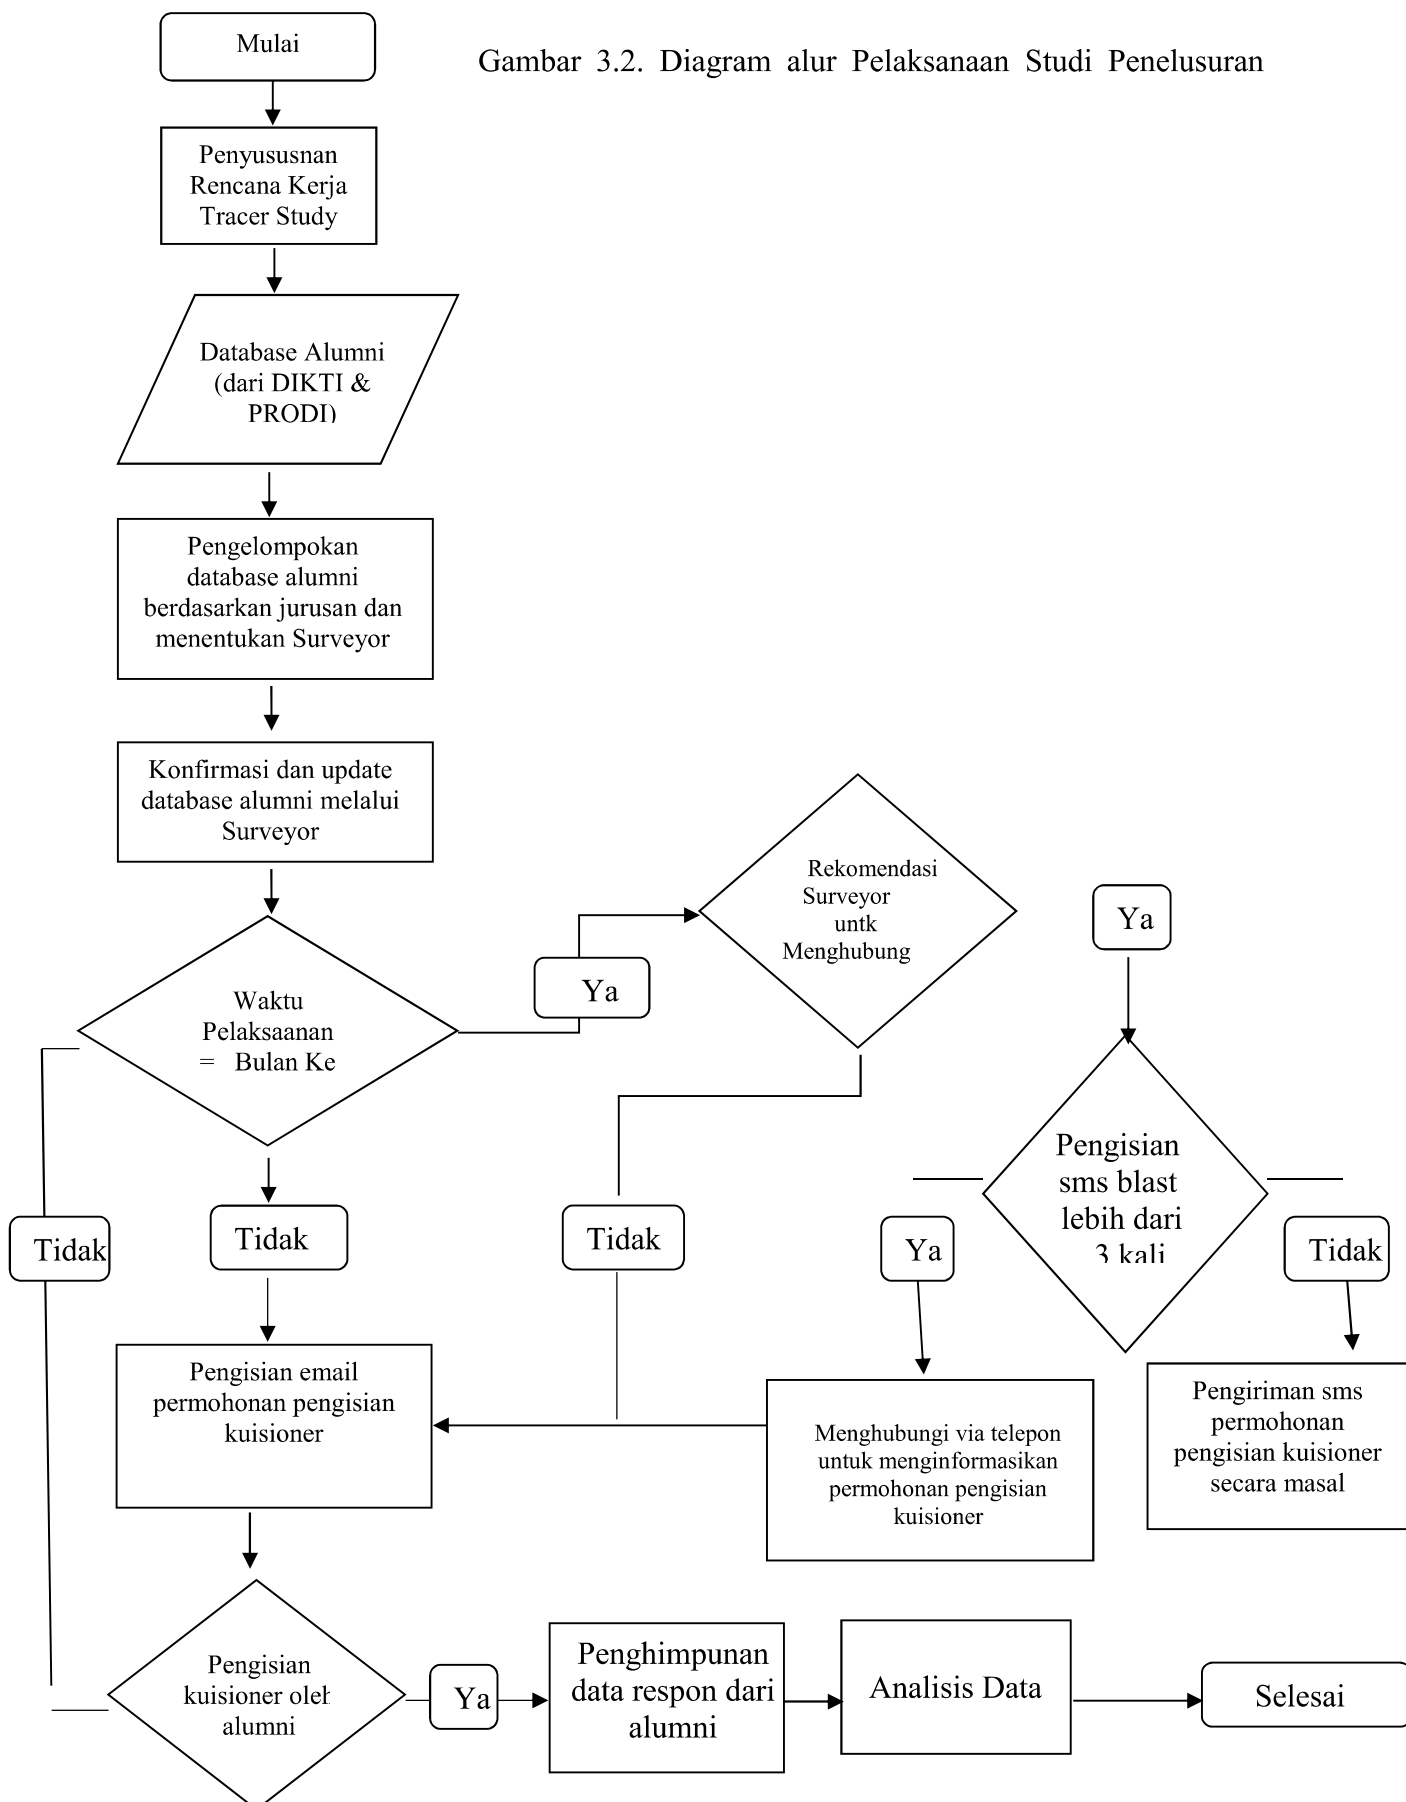 Mulai
Gambar 3.2. Diagram alur Pelaksanaan Studi Penelusuran
Penyususnan
Rencana Kerja
Tracer Study
Database Alumni
(dari DIKTI &
PRODI)
Pengelompokan
database alumni
berdasarkan jurusan dan
menentukan Surveyor
Konfirmasi dan update
database alumni melalui
Surveyor
Waktu
Pelaksaanan
= Bulan Ke
Ya
Rekomendasi
Surveyor
untk
Menghubung
Ya
Pengisian
sms blast
lebih dari
3 kali
Tidak
Tidak
Tidak
Ya
Tidak
Pengisian email
permohonan pengisian
kuisioner
Menghubungi via telepon
untuk menginformasikan
permohonan pengisian
kuisioner
Pengiriman sms
permohonan
pengisian kuisioner
secara masal
Pengisian
kuisioner oleh
alumni
Ya
Penghimpunan
data respon dari
alumni
Analisis Data
Selesai